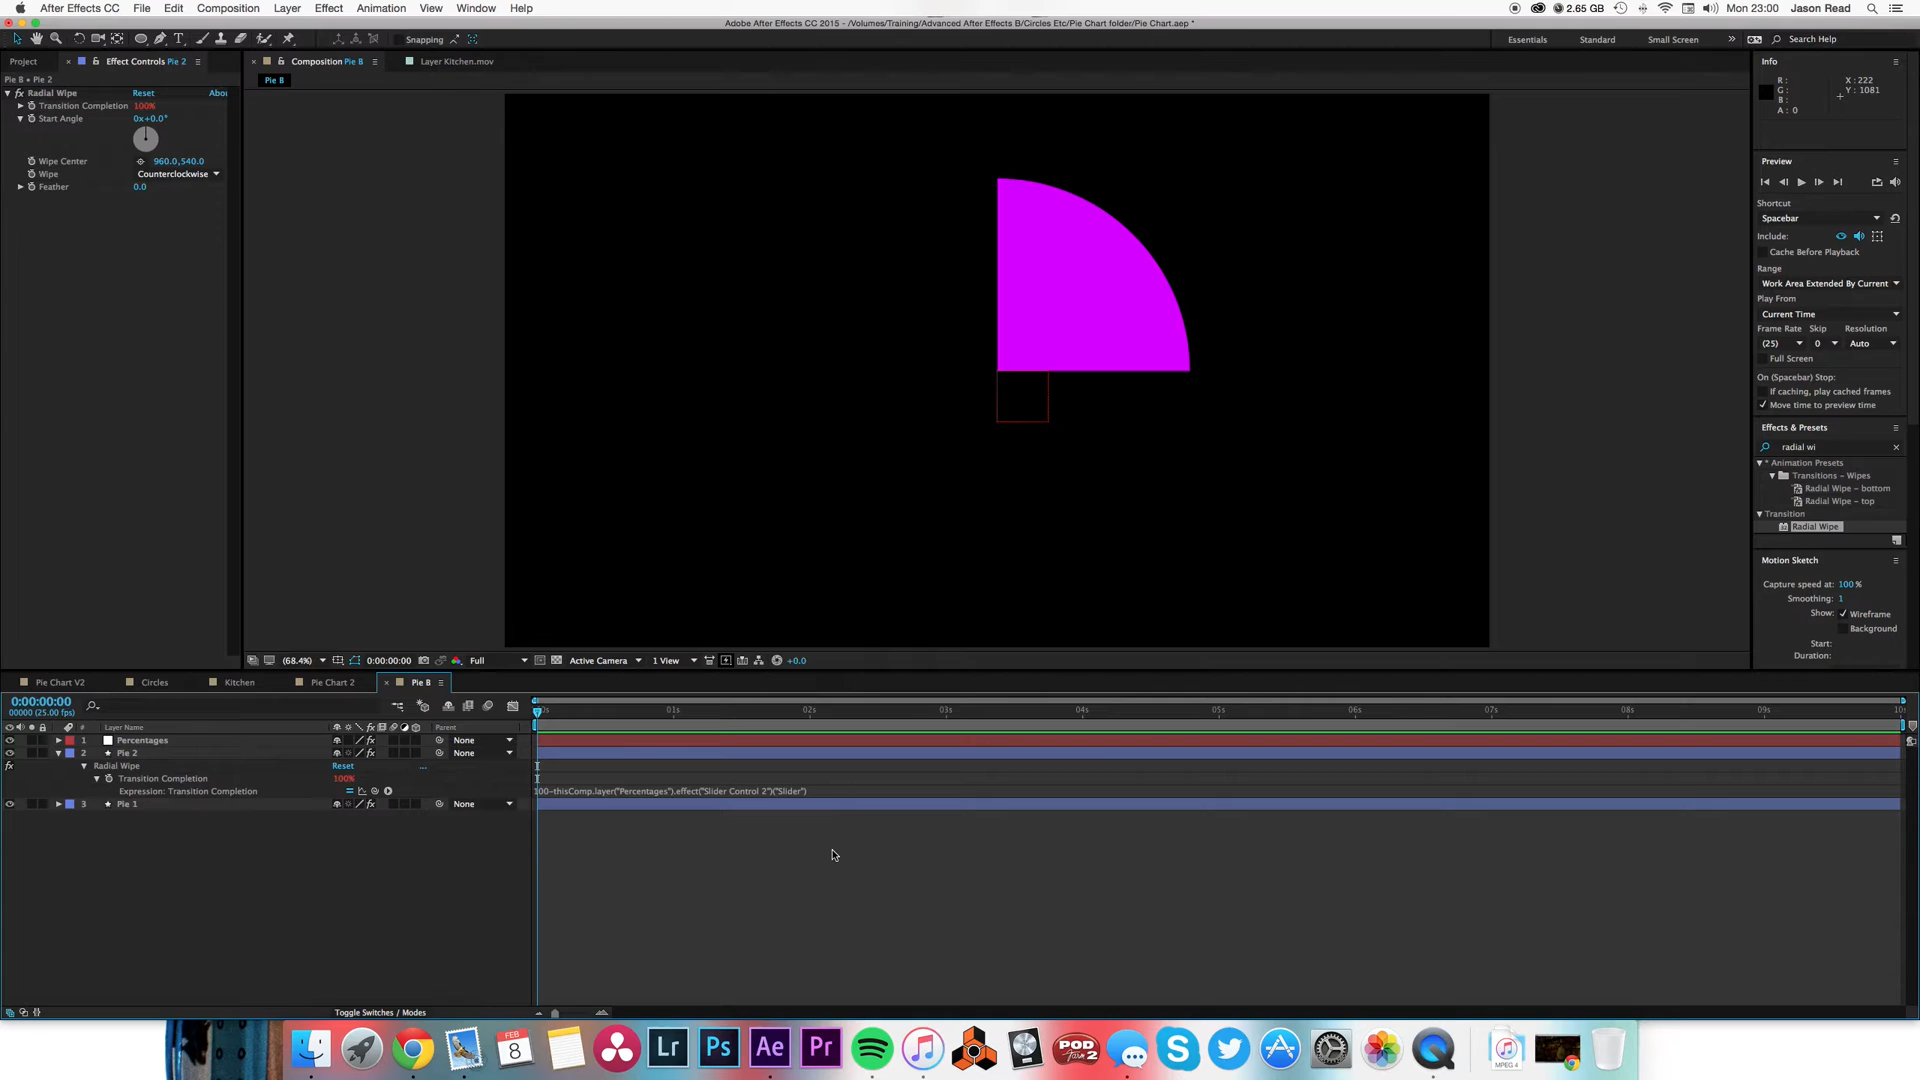 After Effects CC File Edit Composition Layer Effect Animation View Window Help 2.65 GB Mon 23:00 Jason Read
Adobe After Effects CC 2015 - /Volumes/Training/Advanced After Effects B/Circles Etc/Pie Chart folder/Pie Chart.aep *
Snapping Essentials Standard Small Screen Search Help
Project Effect Controls Pie 2 Composition Pie B Layer Kitchen.mov Info
Pie B • Pie 2 Pie B
R : X : 222
G : Y : 1081
B :
A : 0
Radial Wipe Reset Abou
Transition Completion 100%
Start Angle 0x+0.0°
Wipe Center 960.0,540.0
Wipe Counterclockwise
Feather 0.0
Preview
Shortcut
Spacebar
Include:
Cache Before Playback
Range
Work Area Extended By Current
Play From
Current Time
Frame Rate Skip Resolution
(25) 0 Auto
Full Screen
On (Spacebar) Stop:
If caching, play cached frames
Move time to preview time
Effects & Presets
radial wi
* Animation Presets
Transitions – Wipes
Radial Wipe – bottom
Radial Wipe – top
Transition
Radial Wipe
Motion Sketch
Capture speed at: 100 %
Smoothing: 1
Show: Wireframe
Background
Start:
Duration:
(68.4%) 0:00:00:00 Full Active Camera 1 View +0.0
Pie Chart V2 Circles Kitchen Pie Chart 2 Pie B
0:00:00:00
00000 (25.00 fps)
01s 02s 03s 04s 05s 06s 07s 08s 09s
# Layer Name Parent
1 Percentages None
2 Pie 2 None
Radial Wipe Reset ...
Transition Completion 100%
Expression: Transition Completion 100-thisComp.layer("Percentages").effect("Slider Control 2")("Slider")
3 Pie 1 None
Toggle Switches / Modes
FEB
8
Lr Ps Ae Pr
POD
Farm 2
MPEG 4